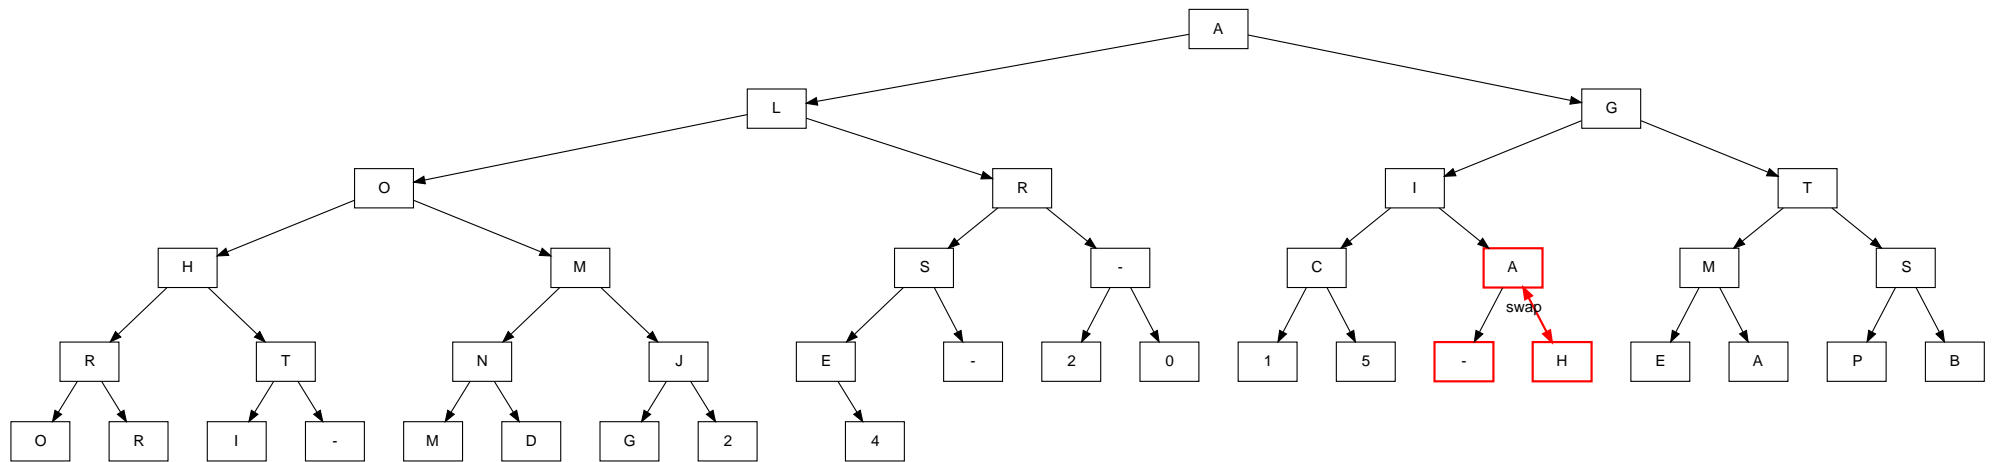 A
L G
O R I T
H M S - C A M S
R T N J E - 2 0 1 5 - H E A P B
swap
O R I - M D G 2 4